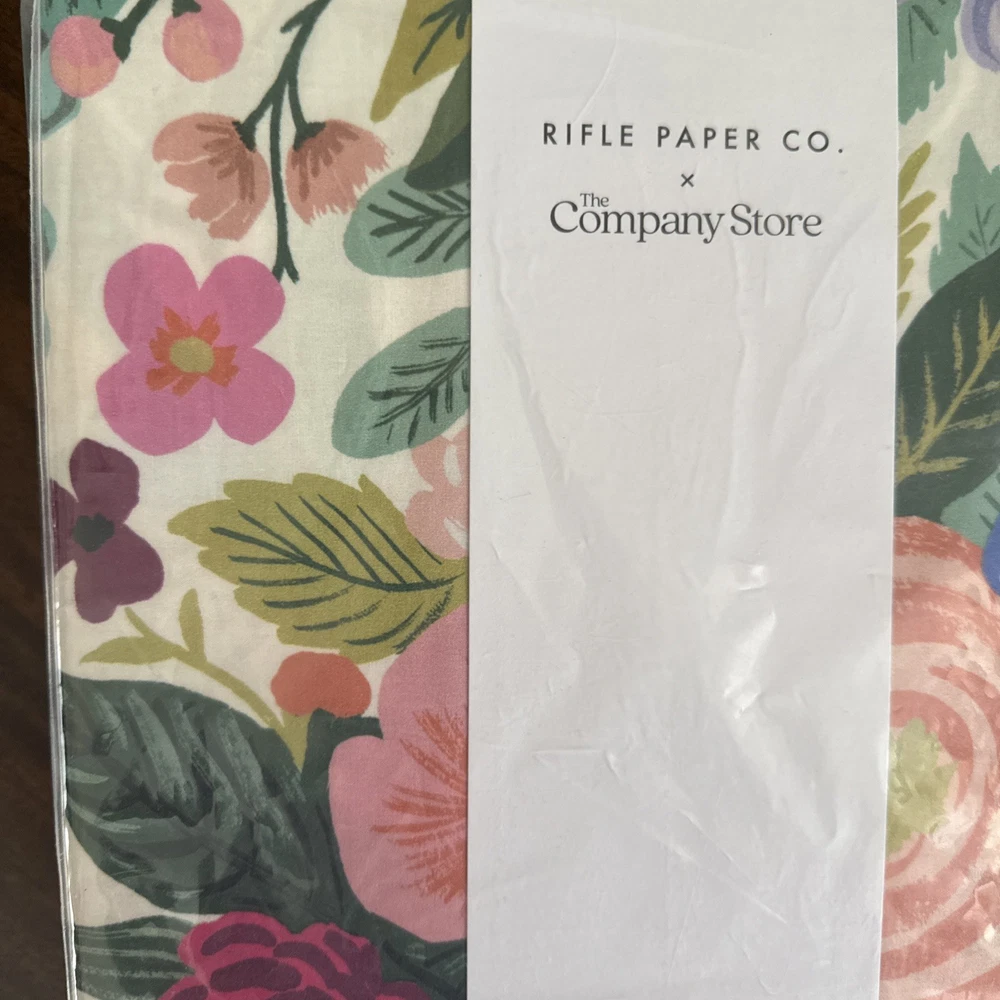 RIFLE PAPER CO.
×
The
Company Store